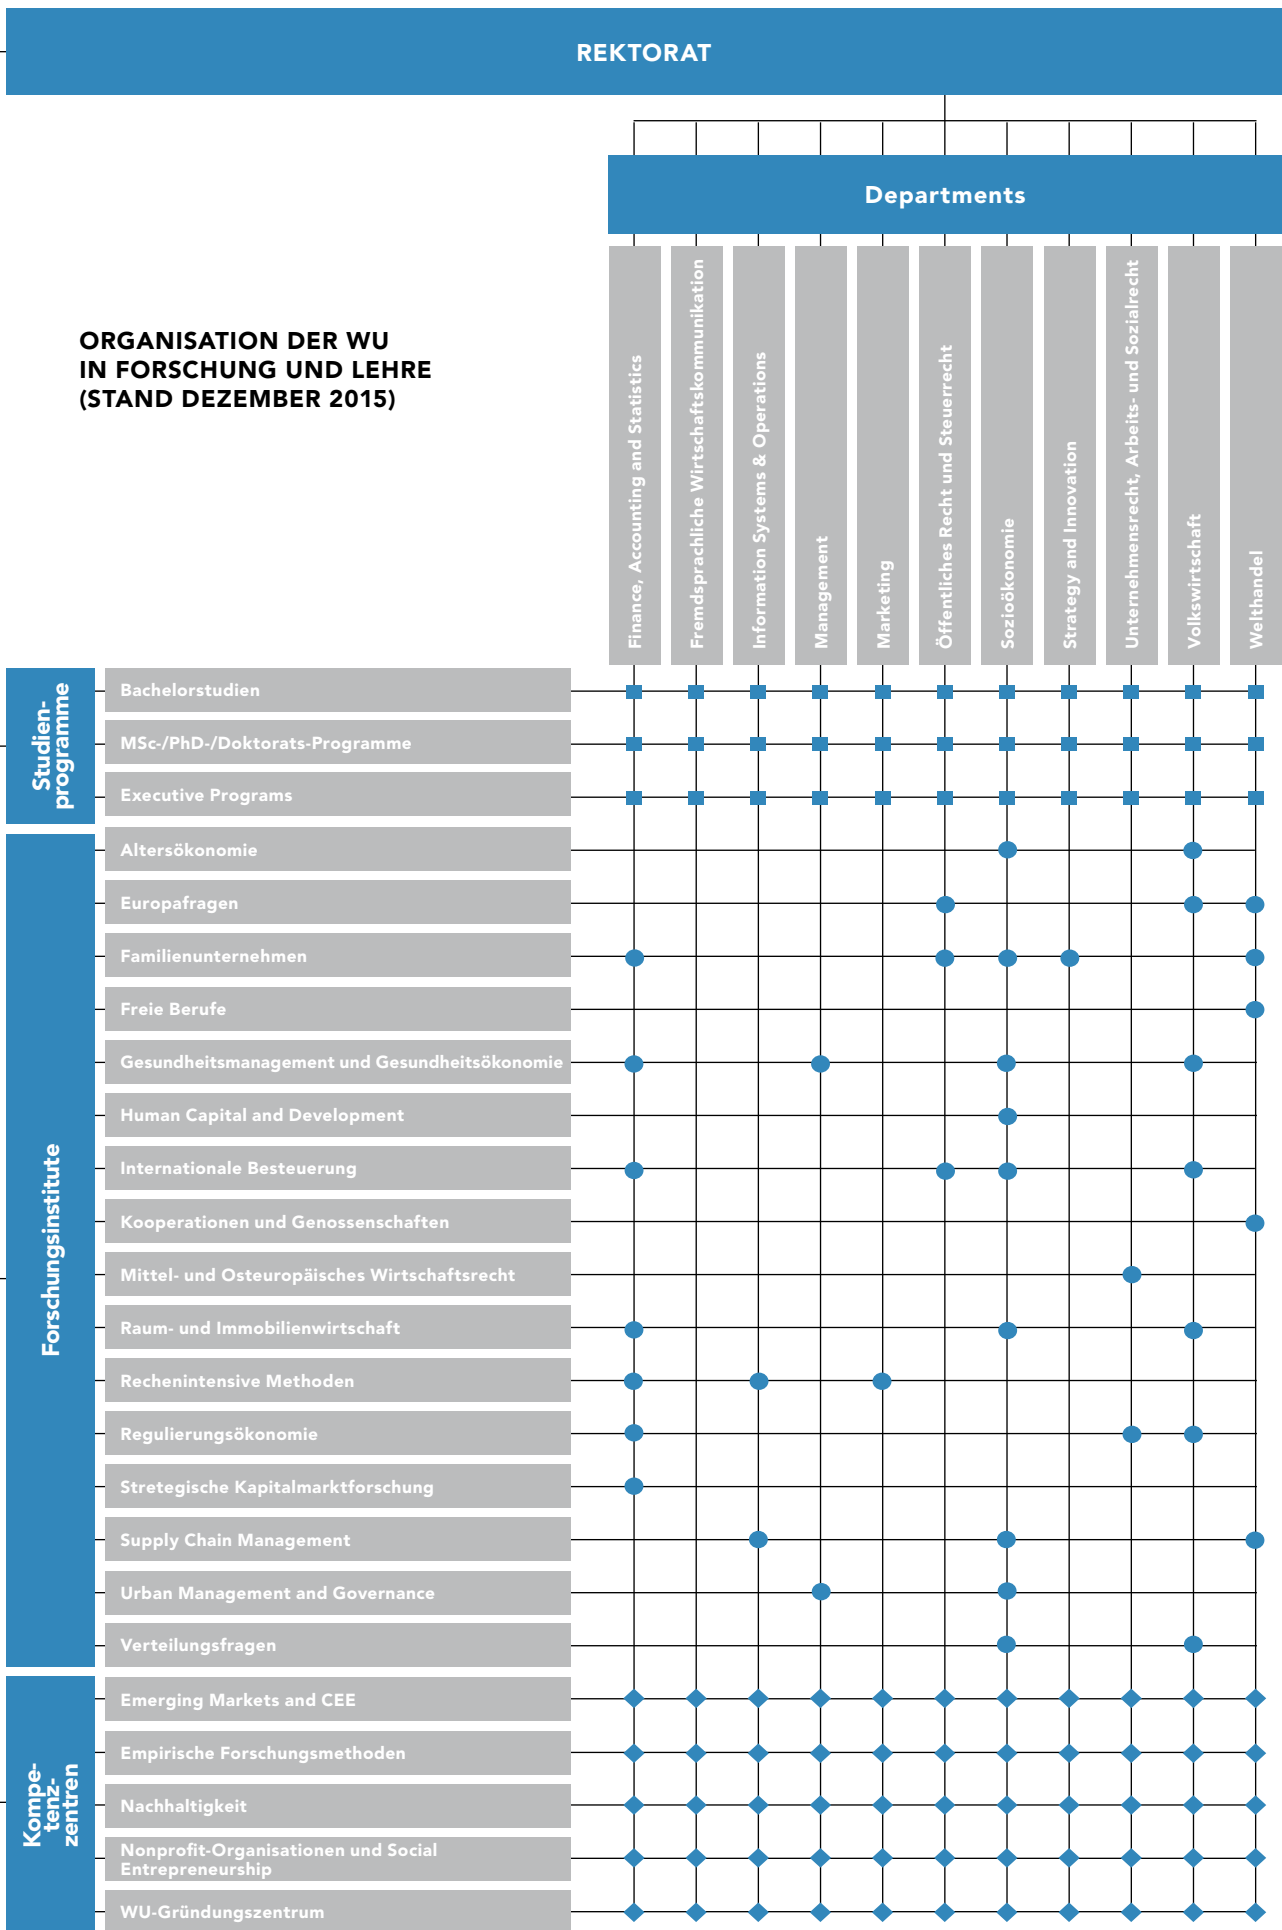 REKTORAT
Departments
ORGANISATION DER WU
IN FORSCHUNG UND LEHRE
(STAND DEZEMBER 2015)
Finance, Accounting and Statistics
Fremdsprachliche Wirtschaftskommunikation
Information Systems & Operations
Management
Marketing
Öffentliches Recht und Steuerrecht
Sozioökonomie
Strategy and Innovation
Unternehmensrecht, Arbeits- und Sozialrecht
Volkswirtschaft
Welthandel
Studien-
programme
Bachelorstudien
MSc-/PhD-/Doktorats-Programme
Executive Programs
Forschungsinstitute
Altersökonomie
Europafragen
Familienunternehmen
Freie Berufe
Gesundheitsmanagement und Gesundheitsökonomie
Human Capital and Development
Internationale Besteuerung
Kooperationen und Genossenschaften
Mittel- und Osteuropäisches Wirtschaftsrecht
Raum- und Immobilienwirtschaft
Rechenintensive Methoden
Regulierungsökonomie
Stretegische Kapitalmarktforschung
Supply Chain Management
Urban Management and Governance
Verteilungsfragen
Kompe-
tenz-
zentren
Emerging Markets and CEE
Empirische Forschungsmethoden
Nachhaltigkeit
Nonprofit-Organisationen und Social
Entrepreneurship
WU-Gründungszentrum